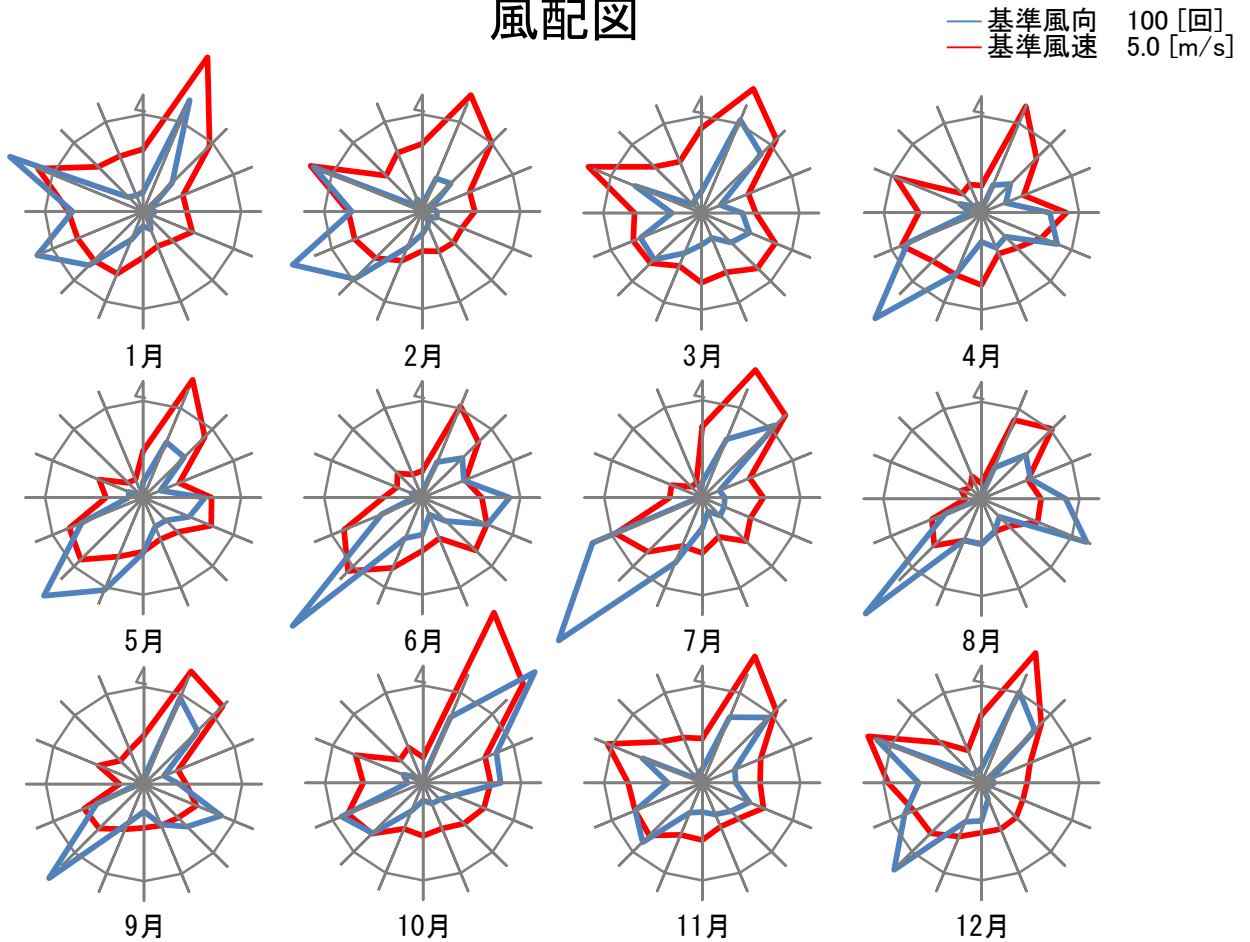 風配図
基準風向 100 [回]
基準風速 5.0 [m/s]
1月
2月
3月
4月
5月
6月
7月
8月
9月
10月
11月
12月